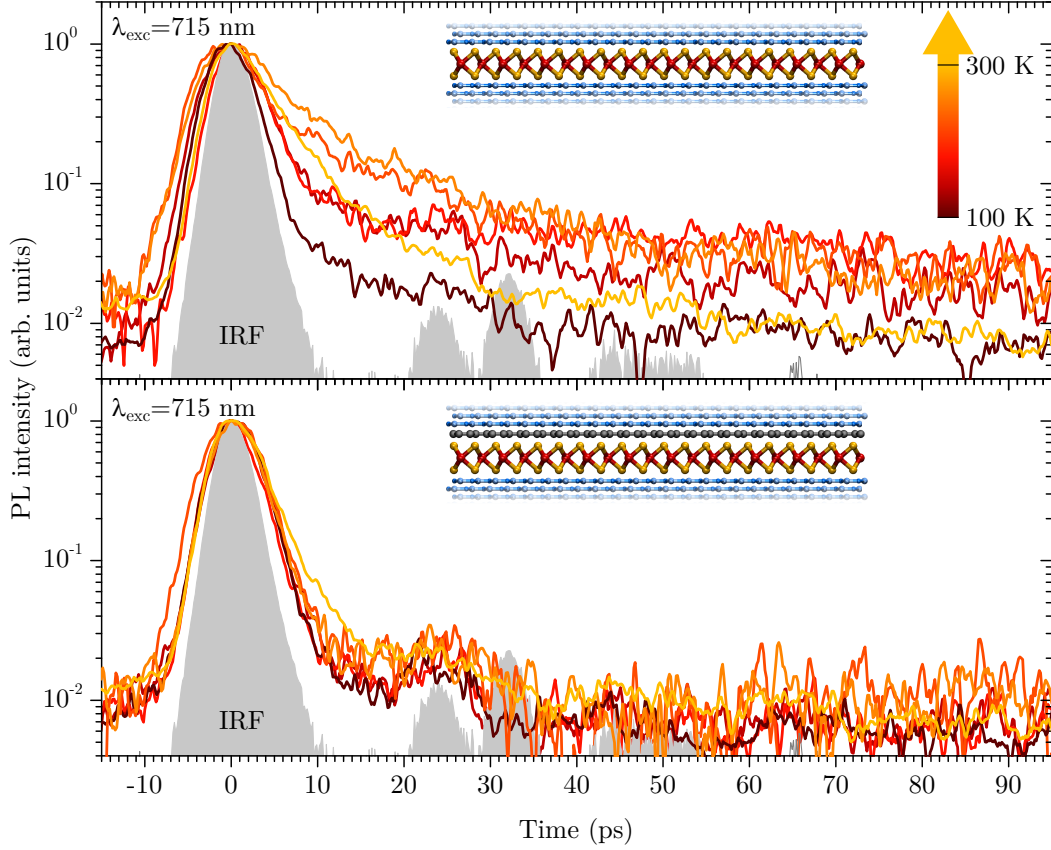 λexc=715 nm
10^0
10^-1
10^-2
IRF
300 K
100 K
λexc=715 nm
10^0
10^-1
10^-2
IRF
PL intensity (arb. units)
-10 0 10 20 30 40 50 60 70 80 90
Time (ps)